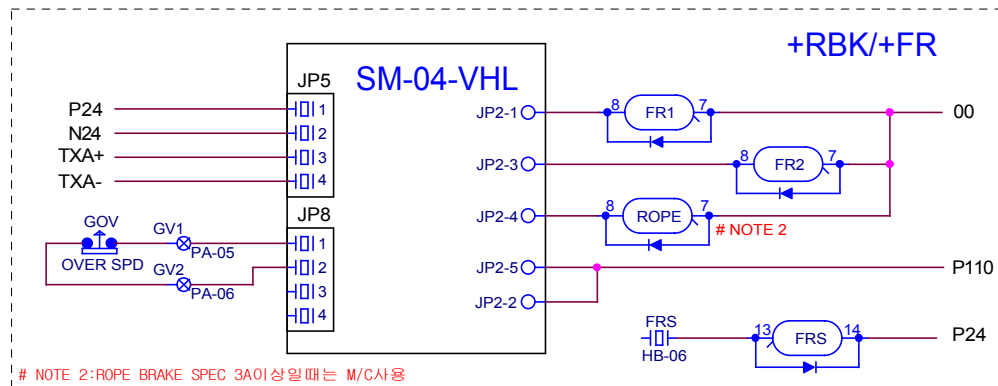 +RBK/+FR
SM-04-VHL
JP5
P24 1
N24 2
TXA+ 3
TXA- 4
JP8
1
2
3
4
GOV
OVER SPD
GV1
PA-05
GV2
PA-06
JP2-1 8 FR1 7 00
JP2-3 8 FR2 7
JP2-4 8 ROPE 7
# NOTE 2
JP2-5 P110
JP2-2
FRS
HB-06
13 FRS 14 P24
# NOTE 2:ROPE BRAKE SPEC 3A이상일때는 M/C사용